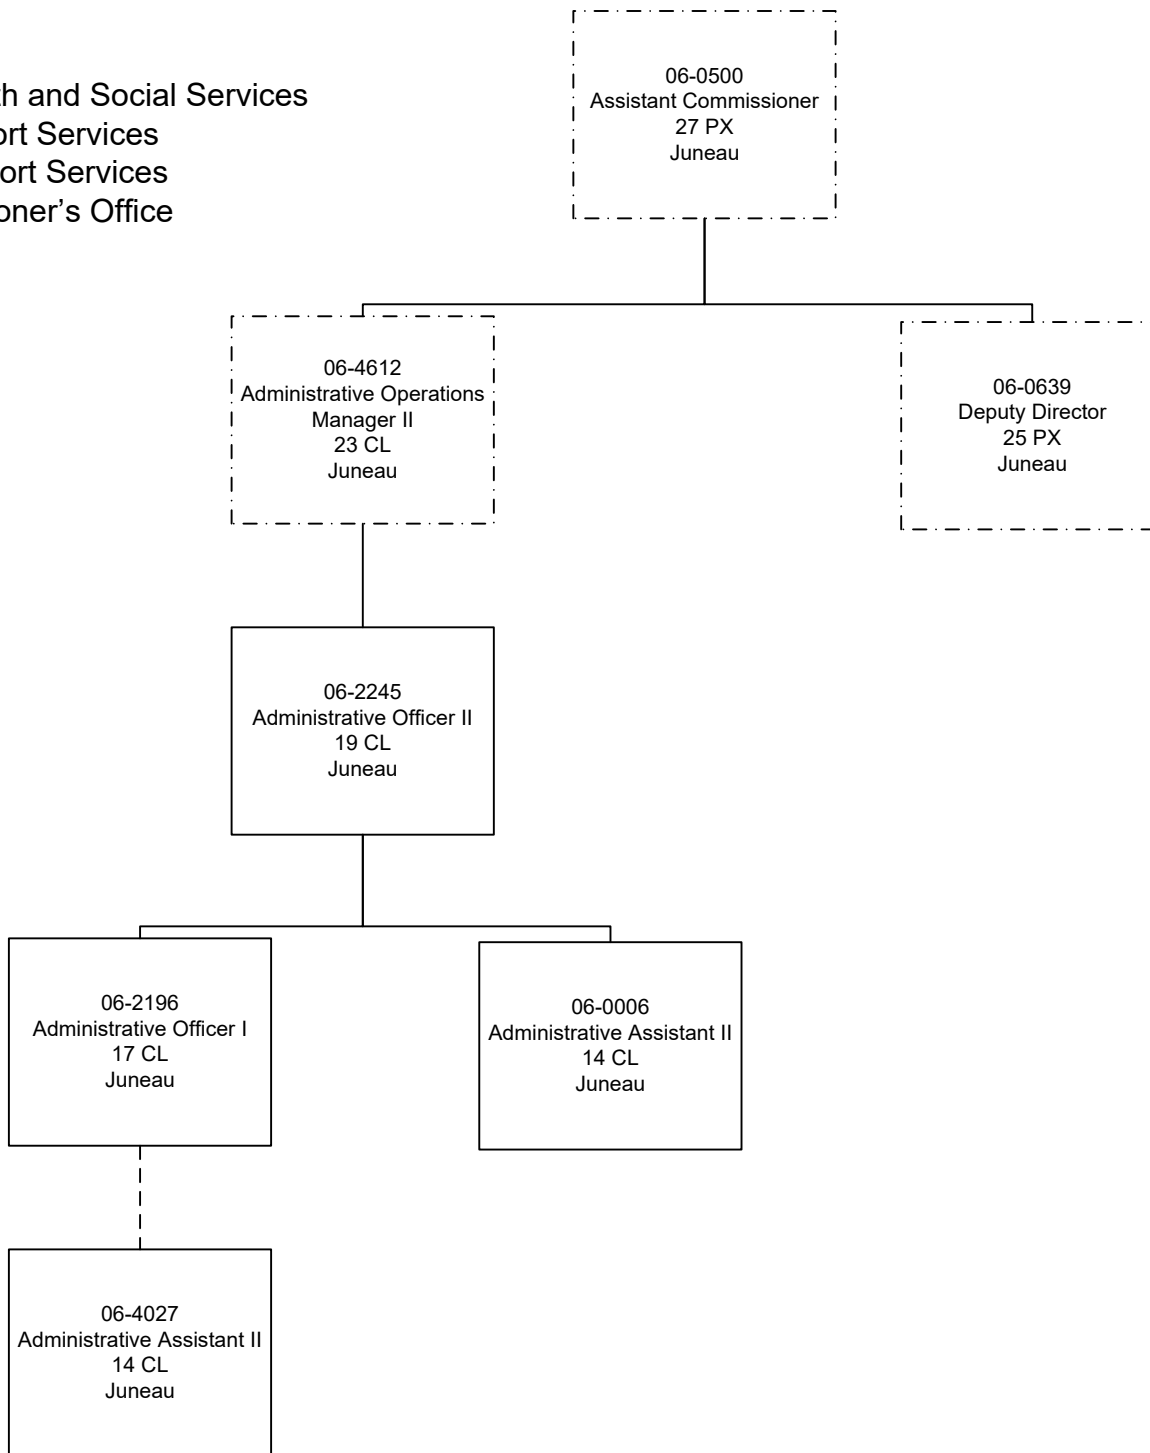 th and Social Services
ort Services
ort Services
oner's Office
06-0500
Assistant Commissioner
27 PX
Juneau
06-4612
Administrative Operations
Manager II
23 CL
Juneau
06-0639
Deputy Director
25 PX
Juneau
06-2245
Administrative Officer II
19 CL
Juneau
06-2196
Administrative Officer I
17 CL
Juneau
06-0006
Administrative Assistant II
14 CL
Juneau
06-4027
Administrative Assistant II
14 CL
Juneau